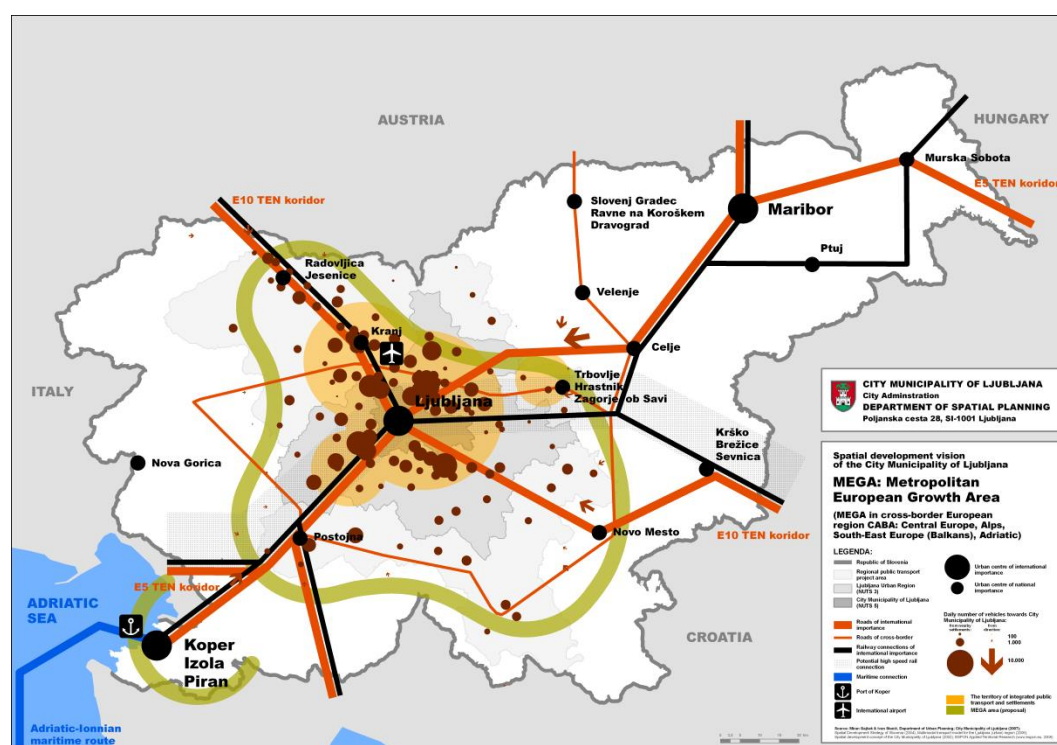 AUSTRIA
HUNGARY
Murska Sobota
E5 TEN koridor
E10 TEN koridor
Slovenj Gradec
Ravne na Koroškem
Dravograd
Maribor
Ptuj
Radovljica
Jesenice
Velenje
Kranj
Celje
ITALY
Trbovlje
Hrastnik
Zagorje ob Savi
Ljubljana
Krško
Brežice
Sevnica
Nova Gorica
Novo Mesto
Postojna
E10 TEN koridor
E5 TEN koridor
ADRIATIC
SEA
CROATIA
Koper
Izola
Piran
Adriatic-Ionnian
maritime route
CITY MUNICIPALITY OF LJUBLJANA
City Adminstration
DEPARTMENT OF SPATIAL PLANNING
Poljanska cesta 28, SI-1001 Ljubljana
Spatial development vision
of the City Municipality of Ljubljana
MEGA: Metropolitan
European Growth Area
(MEGA in cross-border European
region CABA: Central Europe, Alps,
South-East Europe (Balkans), Adriatic)
LEGENDA:
Republic of Slovenia
Regional public transport
project area
Ljubljana Urban Region
(NUTS 3)
City Municipality of Ljubljana
(NUTS 5)
Roads of international
importance
Roads of cross-border
importance
Railway connections of
international importance
Potential high speed rail
connection
Maritime connection
Port of Koper
International airport
Urban centre of international
importance
Urban centre of national
importance
Daily number of vehicles towards City
Municipality of Ljubljana:
100
1.000
10.000
The territory of integrated public
transport and settlements
MEGA area (proposal)